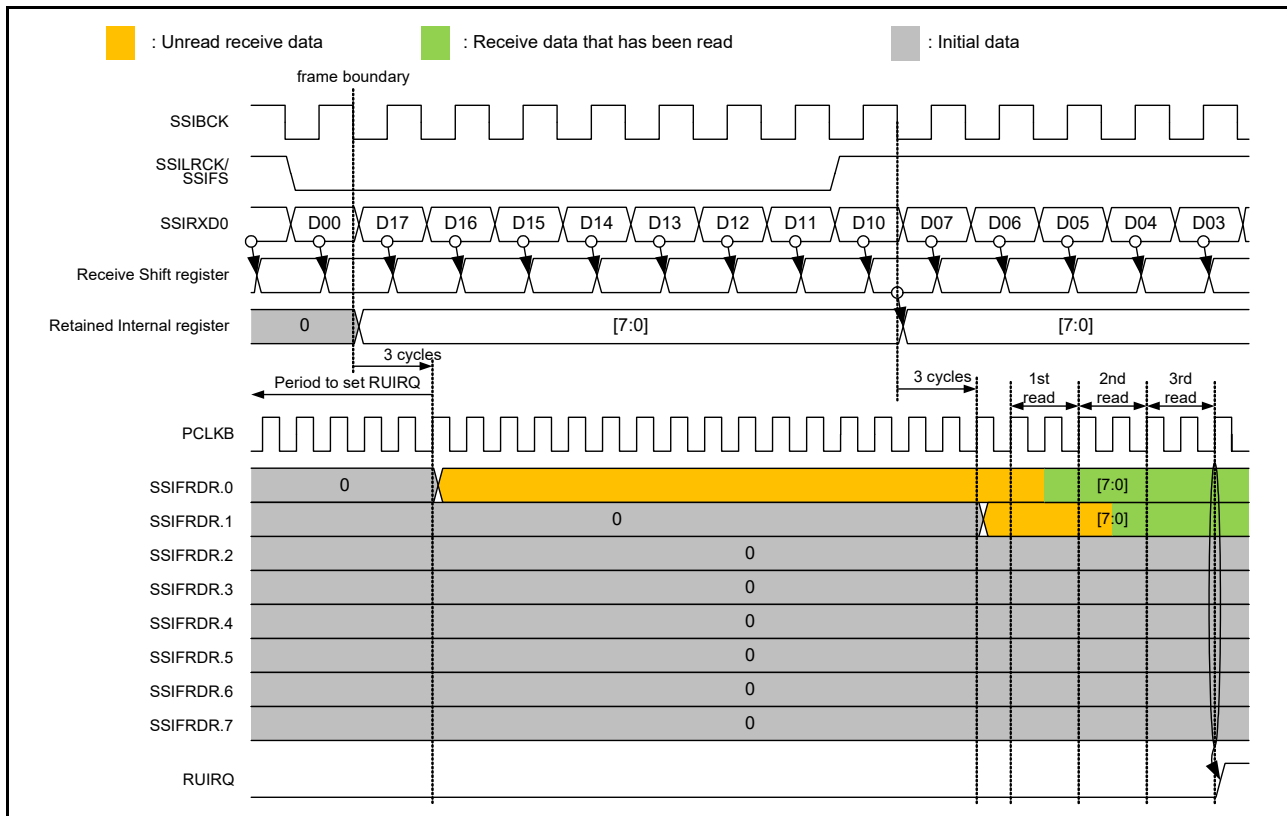 : Unread receive data : Receive data that has been read : Initial data
frame boundary
SSIBCK
SSILRCK/
SSIFS
SSIRXD0 D00 D17 D16 D15 D14 D13 D12 D11 D10 D07 D06 D05 D04 D03
Receive Shift register
Retained Internal register 0 [7:0] [7:0]
3 cycles
Period to set RUIRQ
3 cycles
1st
read
2nd
read
3rd
read
PCLKB
SSIFRDR.0 0 [7:0]
SSIFRDR.1 0 [7:0]
SSIFRDR.2 0
SSIFRDR.3 0
SSIFRDR.4 0
SSIFRDR.5 0
SSIFRDR.6 0
SSIFRDR.7 0
RUIRQ